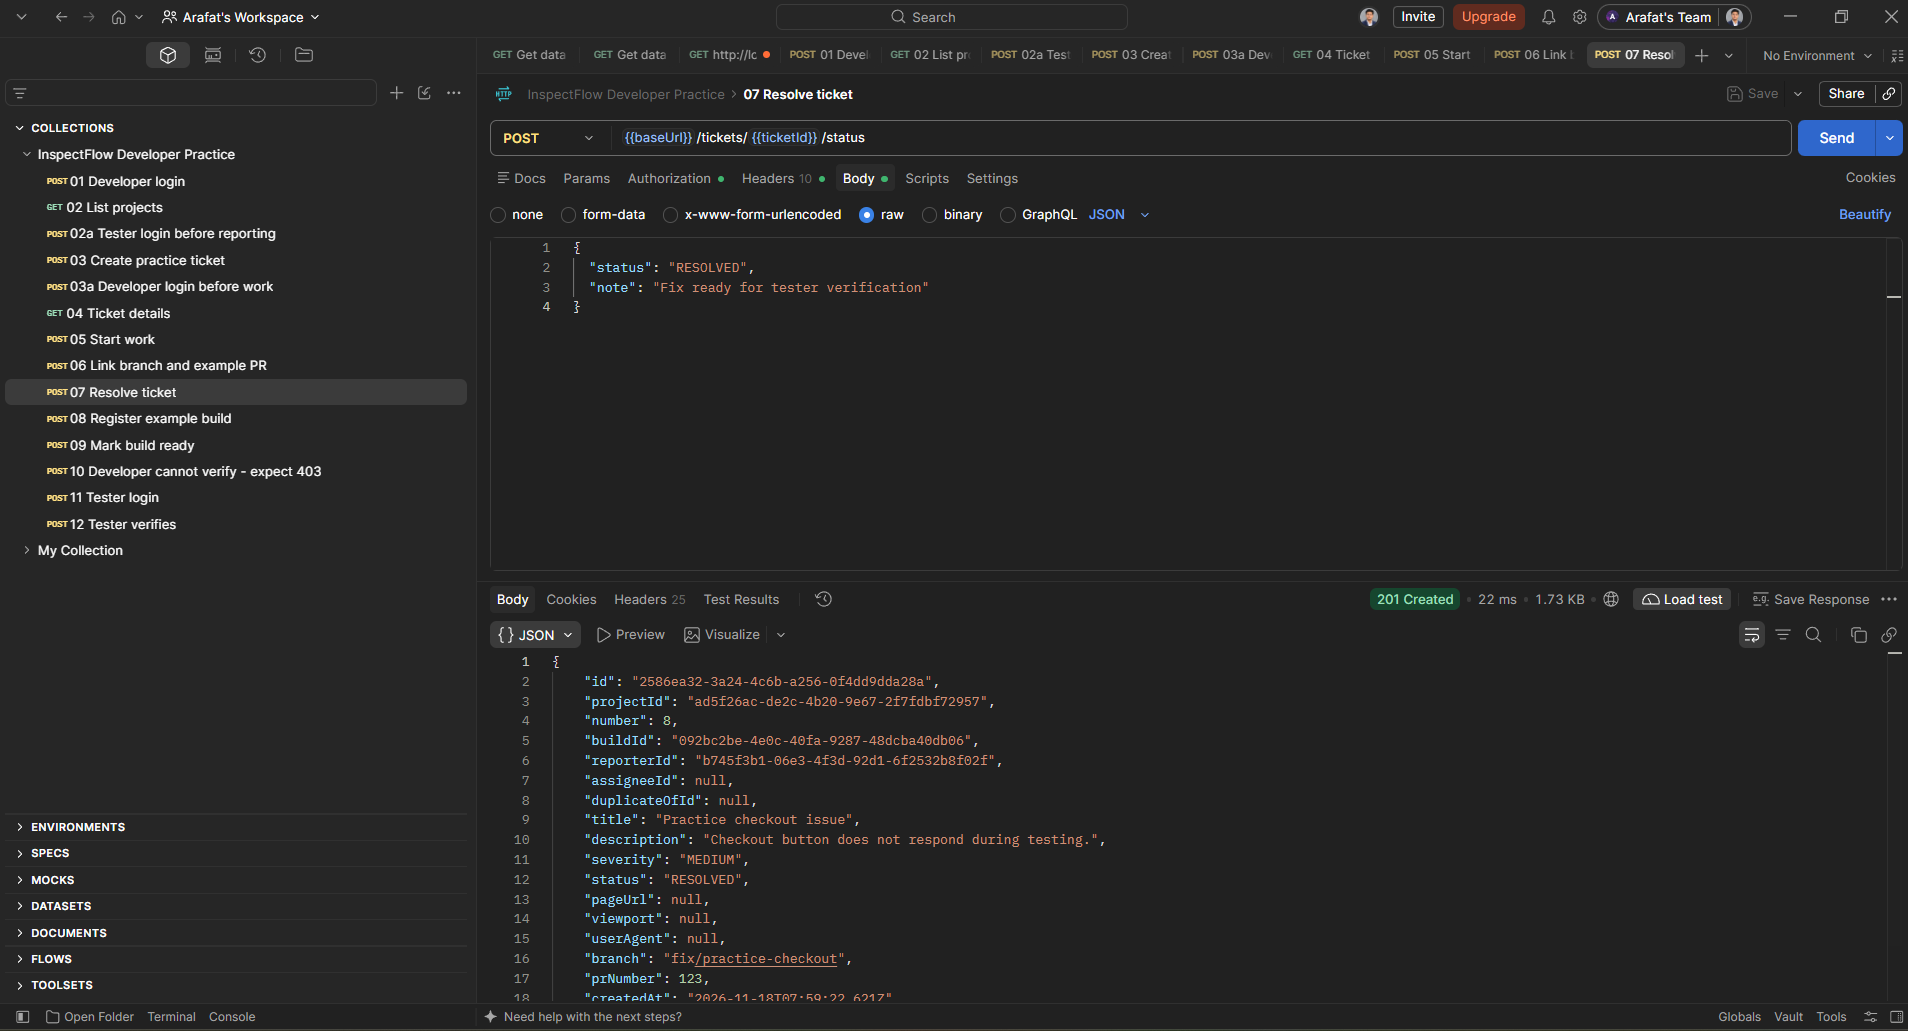 Arafat's Workspace
Search
Invite
Upgrade
A
Arafat's Team
GET Get data
GET Get data
GET http://lc
POST 01 Devel
GET 02 List pr
POST 02a Test
POST 03 Creat
POST 03a Dev
GET 04 Ticket
POST 05 Start
POST 06 Link b
POST 07 Resol
No Environment
COLLECTIONS
InspectFlow Developer Practice
POST 01 Developer login
GET 02 List projects
POST 02a Tester login before reporting
POST 03 Create practice ticket
POST 03a Developer login before work
GET 04 Ticket details
POST 05 Start work
POST 06 Link branch and example PR
POST 07 Resolve ticket
POST 08 Register example build
POST 09 Mark build ready
POST 10 Developer cannot verify - expect 403
POST 11 Tester login
POST 12 Tester verifies
My Collection
ENVIRONMENTS
SPECS
MOCKS
DATASETS
DOCUMENTS
FLOWS
TOOLSETS
HTTP InspectFlow Developer Practice > 07 Resolve ticket
Save
Share
POST
{{baseUrl}} /tickets/ {{ticketId}} /status
Send
Docs
Params
Authorization
Headers 10
Body
Scripts
Settings
Cookies
none
form-data
x-www-form-urlencoded
raw
binary
GraphQL
JSON
Beautify
1 {
2 "status": "RESOLVED",
3 "note": "Fix ready for tester verification"
4 }
Body
Cookies
Headers 25
Test Results
201 Created
22 ms
1.73 KB
Load test
e.g. Save Response
{} JSON
Preview
Visualize
1 {
2 "id": "2586ea32-3a24-4c6b-a256-0f4dd9dda28a",
3 "projectId": "ad5f26ac-de2c-4b20-9e67-2f7fdbf72957",
4 "number": 8,
5 "buildId": "092bc2be-4e0c-40fa-9287-48dcba40db06",
6 "reporterId": "b745f3b1-06e3-4f3d-92d1-6f2532b8f02f",
7 "assigneeId": null,
8 "duplicateOfId": null,
9 "title": "Practice checkout issue",
10 "description": "Checkout button does not respond during testing.",
11 "severity": "MEDIUM",
12 "status": "RESOLVED",
13 "pageUrl": null,
14 "viewport": null,
15 "userAgent": null,
16 "branch": "fix/practice-checkout",
17 "prNumber": 123,
18 "createdAt": "2026-11-18T07:59:22.621Z"
Open Folder
Terminal
Console
Need help with the next steps?
Globals
Vault
Tools